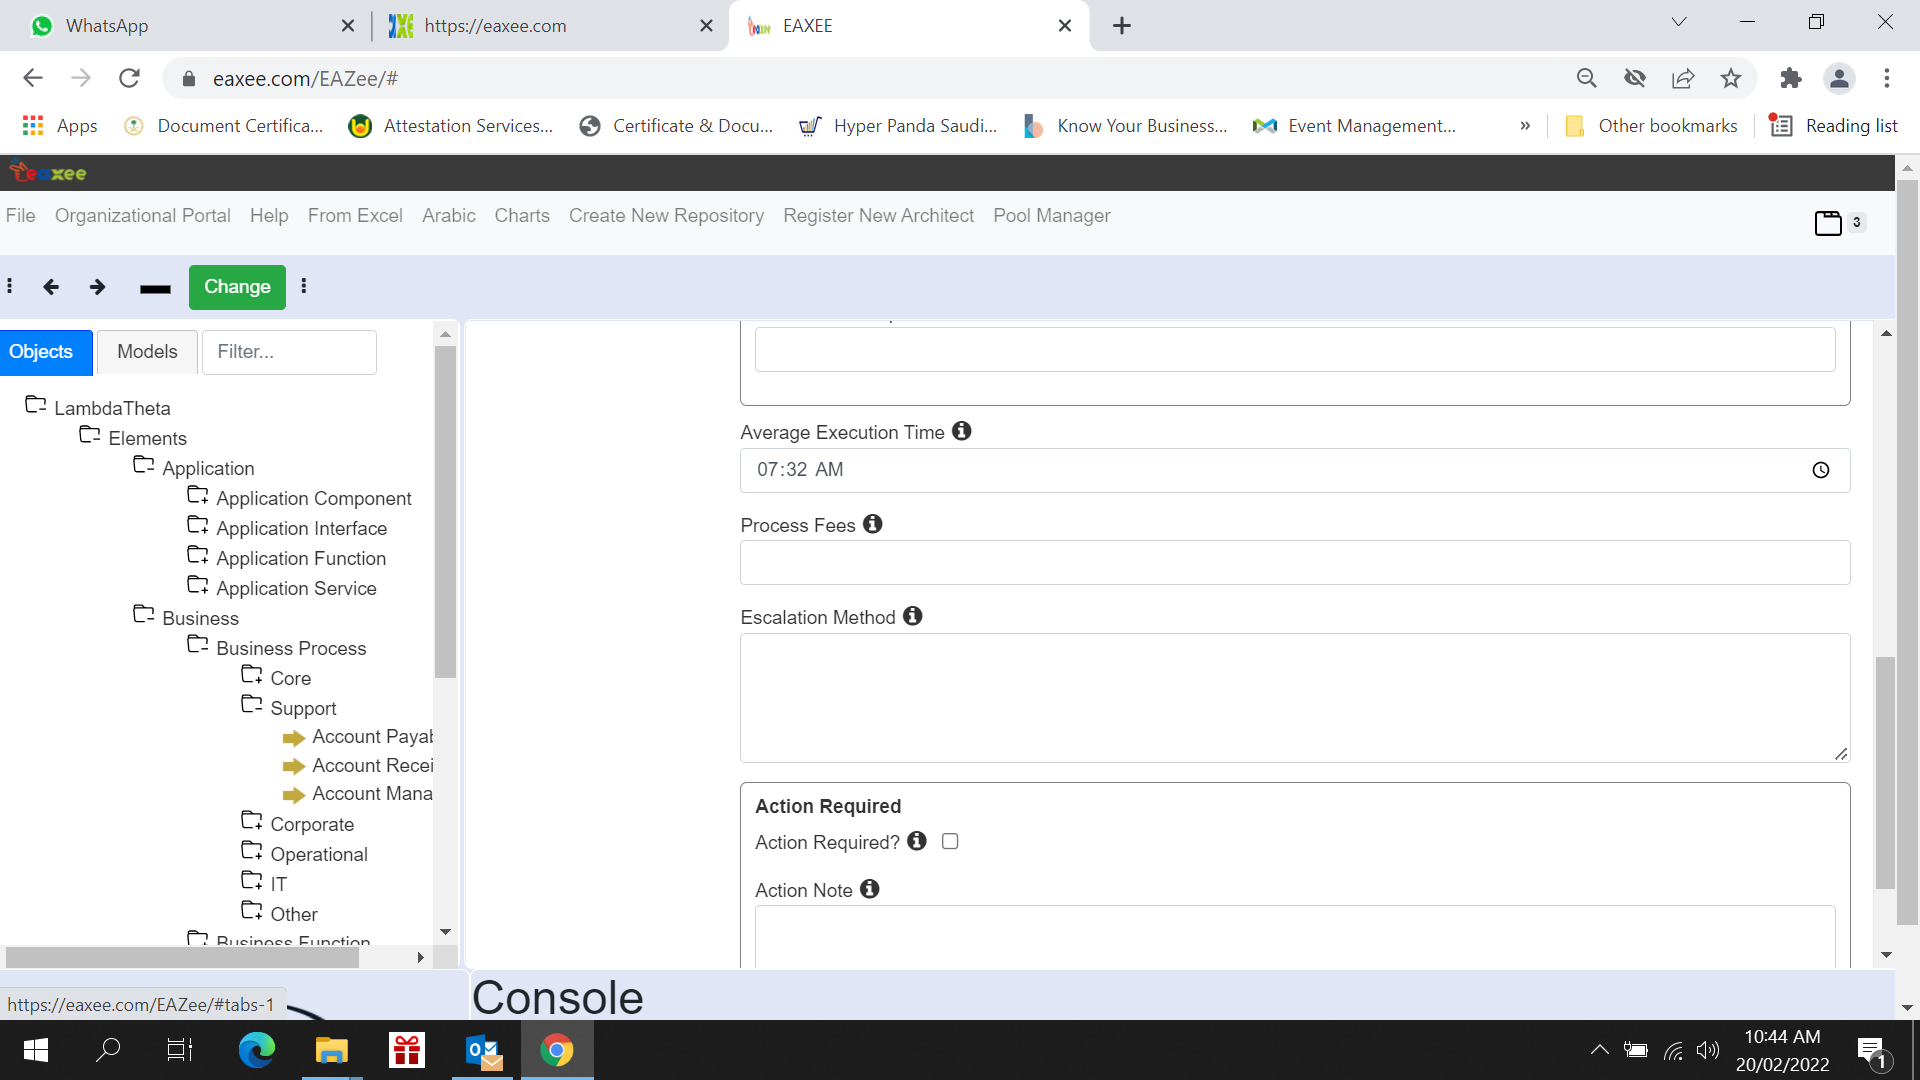 WhatsApp
https://eaxee.com
EAXEE
eaxee.com/EAZee/#
Apps
Document Certifica...
Attestation Services...
Certificate & Docu...
Hyper Panda Saudi...
Know Your Business...
Event Management...
»
Other bookmarks
Reading list
eaxee
File Organizational Portal Help From Excel Arabic Charts Create New Repository Register New Architect Pool Manager
3
Change
Objects
Models
Filter...
LambdaTheta
Elements
Application
Application Component
Application Interface
Application Function
Application Service
Business
Business Process
Core
Support
Account Payab
Account Recei
Account Mana
Corporate
Operational
IT
Other
Business Function
Average Execution Time
07:32 AM
Process Fees
Escalation Method
Action Required
Action Required?
Action Note
https://eaxee.com/EAZee/#tabs-1
Console
10:44 AM
20/02/2022
1